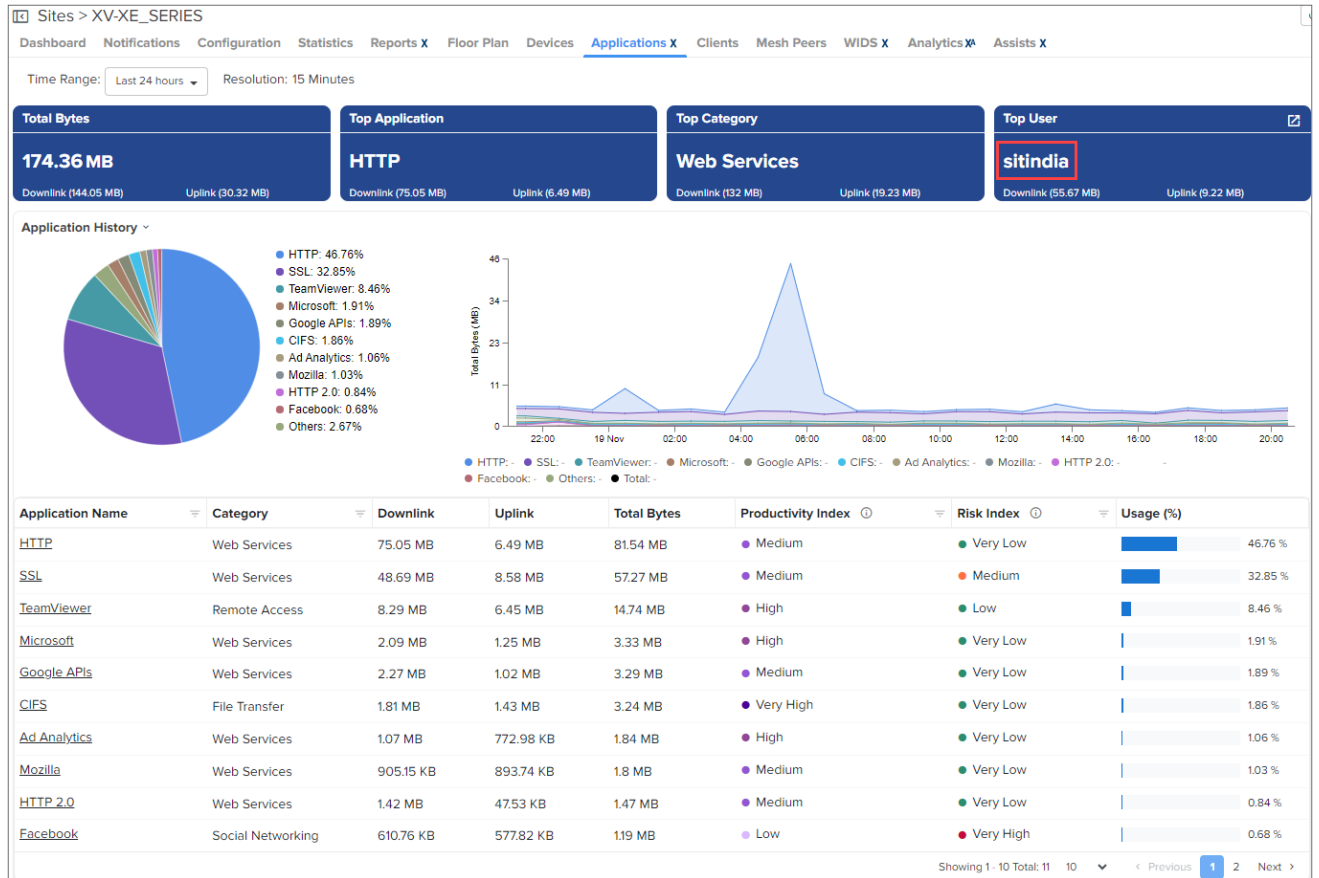 Sites > XV-XE_SERIES
Dashboard Notifications Configuration Statistics Reports X Floor Plan Devices Applications X Clients Mesh Peers WIDS X Analytics XA Assists X
Time Range: Last 24 hours Resolution: 15 Minutes
Total Bytes Top Application Top Category Top User
174.36 MB HTTP Web Services sitindia
Downlink (144.05 MB) Uplink (30.32 MB) Downlink (75.05 MB) Uplink (6.49 MB) Downlink (132 MB) Uplink (19.23 MB) Downlink (55.67 MB) Uplink (9.22 MB)
Application History
HTTP: 46.76%
SSL: 32.85%
TeamViewer: 8.46%
Microsoft: 1.91%
Google APIs: 1.89%
CIFS: 1.86%
Ad Analytics: 1.06%
Mozilla: 1.03%
HTTP 2.0: 0.84%
Facebook: 0.68%
Others: 2.67%
Total Bytes (MB)
46
34
23
11
0
22:00 19 Nov 02:00 04:00 06:00 08:00 10:00 12:00 14:00 16:00 18:00 20:00
HTTP: - SSL: - TeamViewer: - Microsoft: - Google APIs: - CIFS: - Ad Analytics: - Mozilla: - HTTP 2.0: - -
Facebook: - Others: - Total: -
Application Name Category Downlink Uplink Total Bytes Productivity Index Risk Index Usage (%)
HTTP Web Services 75.05 MB 6.49 MB 81.54 MB Medium Very Low 46.76 %
SSL Web Services 48.69 MB 8.58 MB 57.27 MB Medium Medium 32.85 %
TeamViewer Remote Access 8.29 MB 6.45 MB 14.74 MB High Low 8.46 %
Microsoft Web Services 2.09 MB 1.25 MB 3.33 MB High Very Low 1.91 %
Google APIs Web Services 2.27 MB 1.02 MB 3.29 MB Medium Very Low 1.89 %
CIFS File Transfer 1.81 MB 1.43 MB 3.24 MB Very High Very Low 1.86 %
Ad Analytics Web Services 1.07 MB 772.98 KB 1.84 MB High Very Low 1.06 %
Mozilla Web Services 905.15 KB 893.74 KB 1.8 MB Medium Very Low 1.03 %
HTTP 2.0 Web Services 1.42 MB 47.53 KB 1.47 MB Medium Very Low 0.84 %
Facebook Social Networking 610.76 KB 577.82 KB 1.19 MB Low Very High 0.68 %
Showing 1 - 10 Total: 11 10 < Previous 1 2 Next >